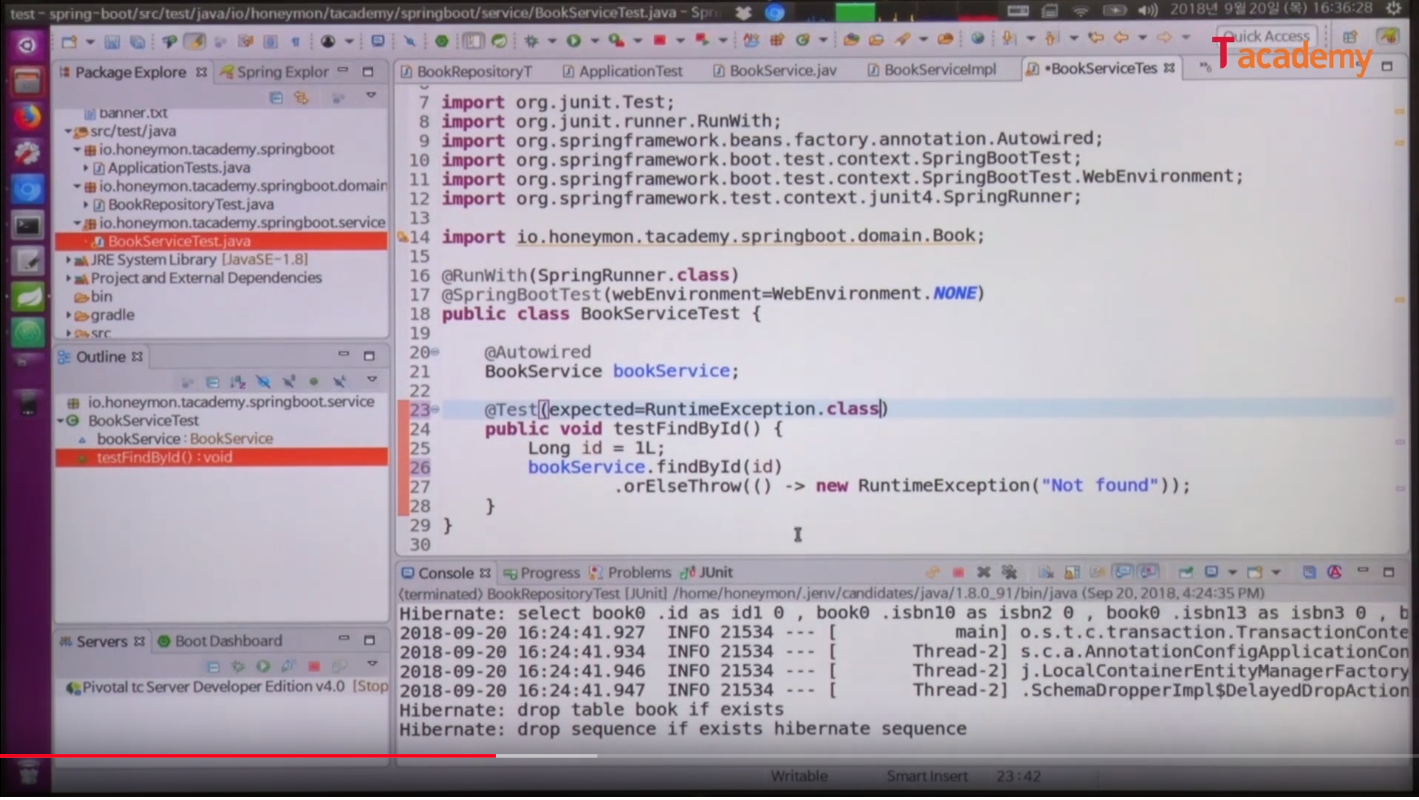 test - spring-boot/src/test/java/io/honeymon/tacademy/springboot/service/BookServiceTest.java - Spr
2018년 9월 20일 (목) 16:36:28
Quick Access
Tacademy
Package Explore
Spring Explor
BookRepositoryT
ApplicationTest
BookService.jav
BookServiceImpl
*BookServiceTes
banner.txt
src/test/java
io.honeymon.tacademy.springboot
ApplicationTests.java
io.honeymon.tacademy.springboot.domain
BookRepositoryTest.java
io.honeymon.tacademy.springboot.service
BookServiceTest.java
JRE System Library [JavaSE-1.8]
Project and External Dependencies
bin
gradle
src
7 import org.junit.Test;
8 import org.junit.runner.RunWith;
9 import org.springframework.beans.factory.annotation.Autowired;
10 import org.springframework.boot.test.context.SpringBootTest;
11 import org.springframework.boot.test.context.SpringBootTest.WebEnvironment;
12 import org.springframework.test.context.junit4.SpringRunner;
13
14 import io.honeymon.tacademy.springboot.domain.Book;
15
16 @RunWith(SpringRunner.class)
17 @SpringBootTest(webEnvironment=WebEnvironment.NONE)
18 public class BookServiceTest {
19
20 @Autowired
21 BookService bookService;
22
23 @Test(expected=RuntimeException.class)
24 public void testFindById() {
25 Long id = 1L;
26 bookService.findById(id)
27 .orElseThrow(() -> new RuntimeException("Not found"));
28 }
29 }
30
Outline
io.honeymon.tacademy.springboot.service
BookServiceTest
bookService : BookService
testFindById() : void
Servers
Boot Dashboard
Pivotal tc Server Developer Edition v4.0 [Stop
Console
Progress
Problems
JUnit
<terminated> BookRepositoryTest [JUnit] /home/honeymon/.jenv/candidates/java/1.8.0_91/bin/java (Sep 20, 2018, 4:24:35 PM)
Hibernate: select book0_.id as id1_0_, book0_.isbn10 as isbn2_0_, book0_.isbn13 as isbn3_0_, b
2018-09-20 16:24:41.927 INFO 21534 --- [ main] o.s.t.c.transaction.TransactionConte
2018-09-20 16:24:41.934 INFO 21534 --- [ Thread-2] s.c.a.AnnotationConfigApplicationCon
2018-09-20 16:24:41.946 INFO 21534 --- [ Thread-2] j.LocalContainerEntityManagerFactory
2018-09-20 16:24:41.947 INFO 21534 --- [ Thread-2] .SchemaDropperImpl$DelayedDropAction
Hibernate: drop table book if exists
Hibernate: drop sequence if exists hibernate_sequence
Writable
Smart Insert
23:42